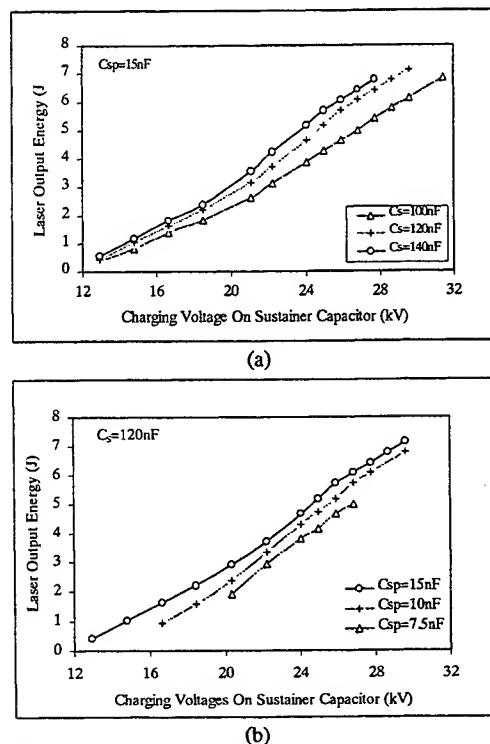 8
Csp=15nF
7
6
5
4
3
2
1
0
Laser Output Energy (J
Cs=100nF
Cs=120nF
Cs=140nF
12 16 20 24 28 32
Charging Voltage On Sustainer Capacitor (kV)
(a)
8
Cs=120nF
7
6
5
4
3
2
1
0
Laser Output Energy (J)
Csp=15nF
Csp=10nF
Csp=7.5nF
12 16 20 24 28 32
Charging Voltages On Sustainer Capacitor (kV)
(b)